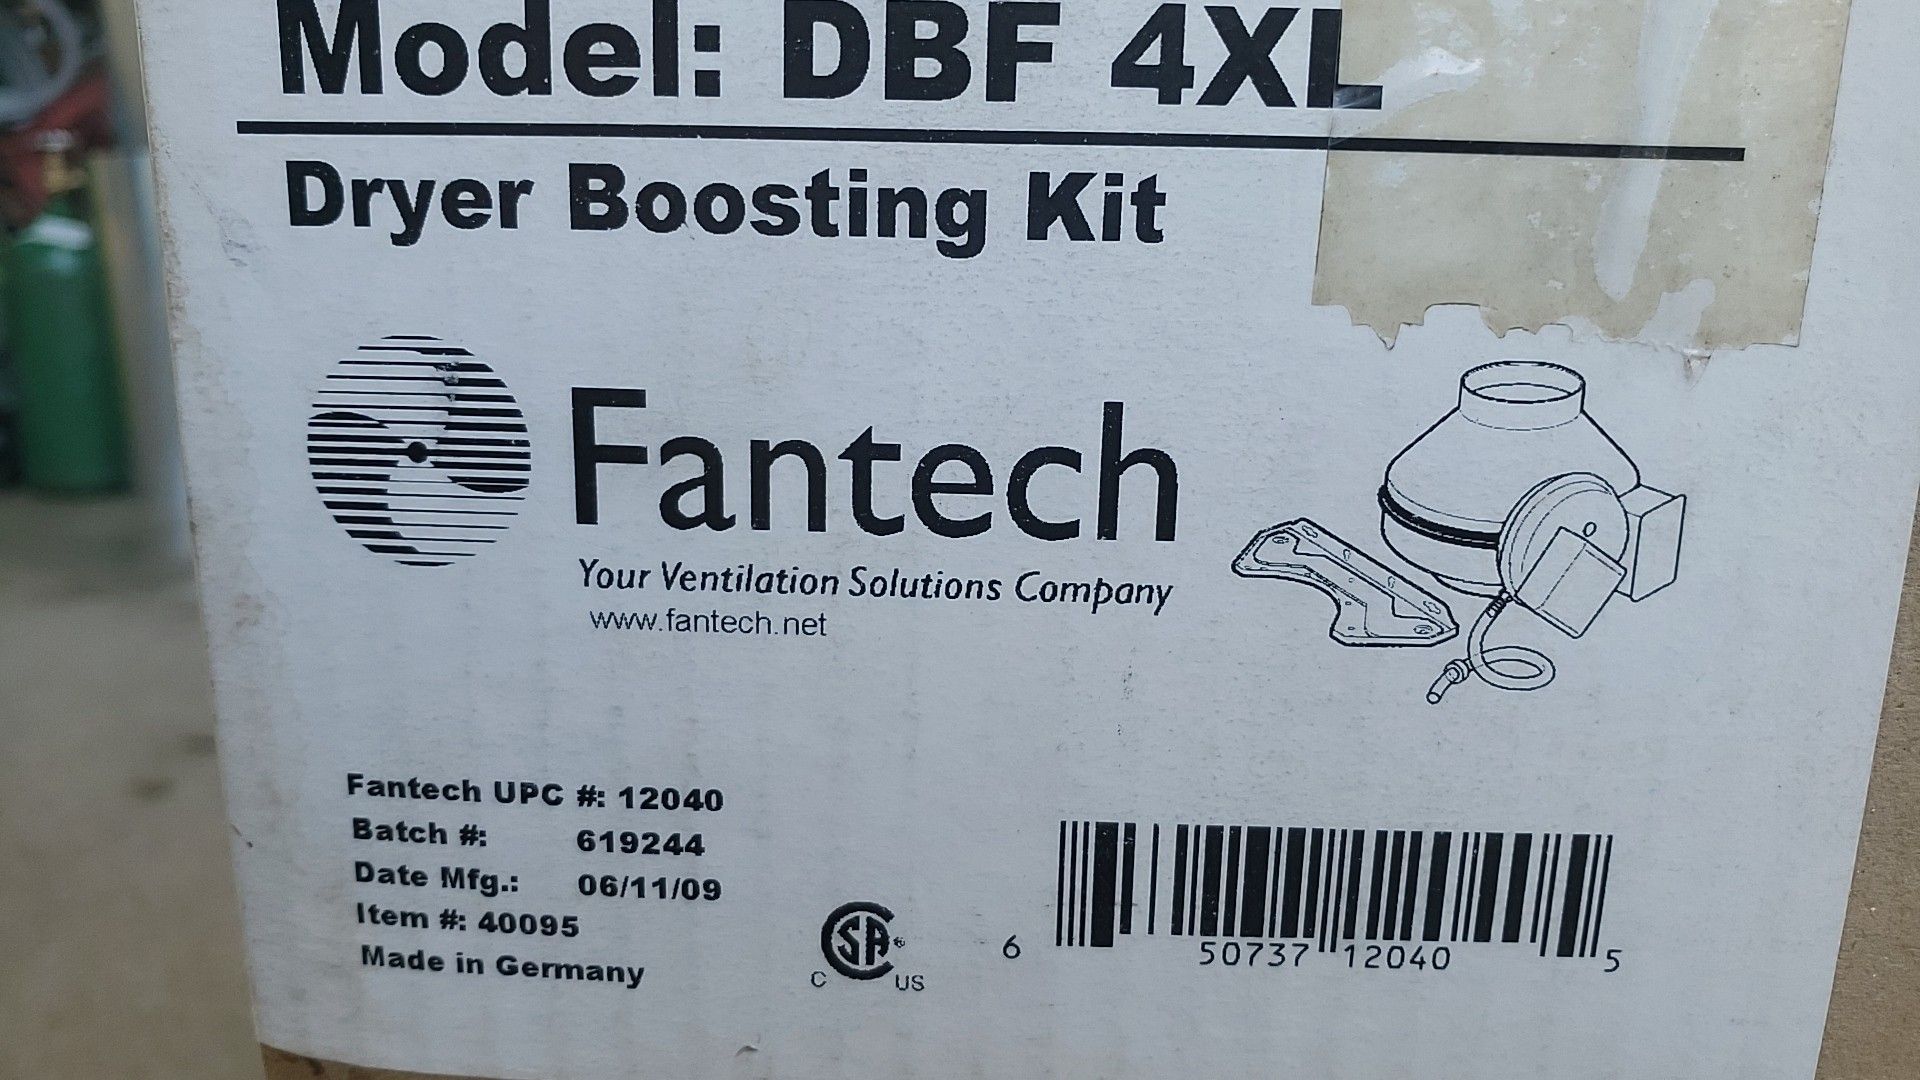 Model: DBF 4XL
Dryer Boosting Kit
Fantech
Your Ventilation Solutions Company
www.fantech.net
Fantech UPC #: 12040
Batch #: 619244
Date Mfg.: 06/11/09
Item #: 40095
Made in Germany
CSA
C US
6 50737 12040 5